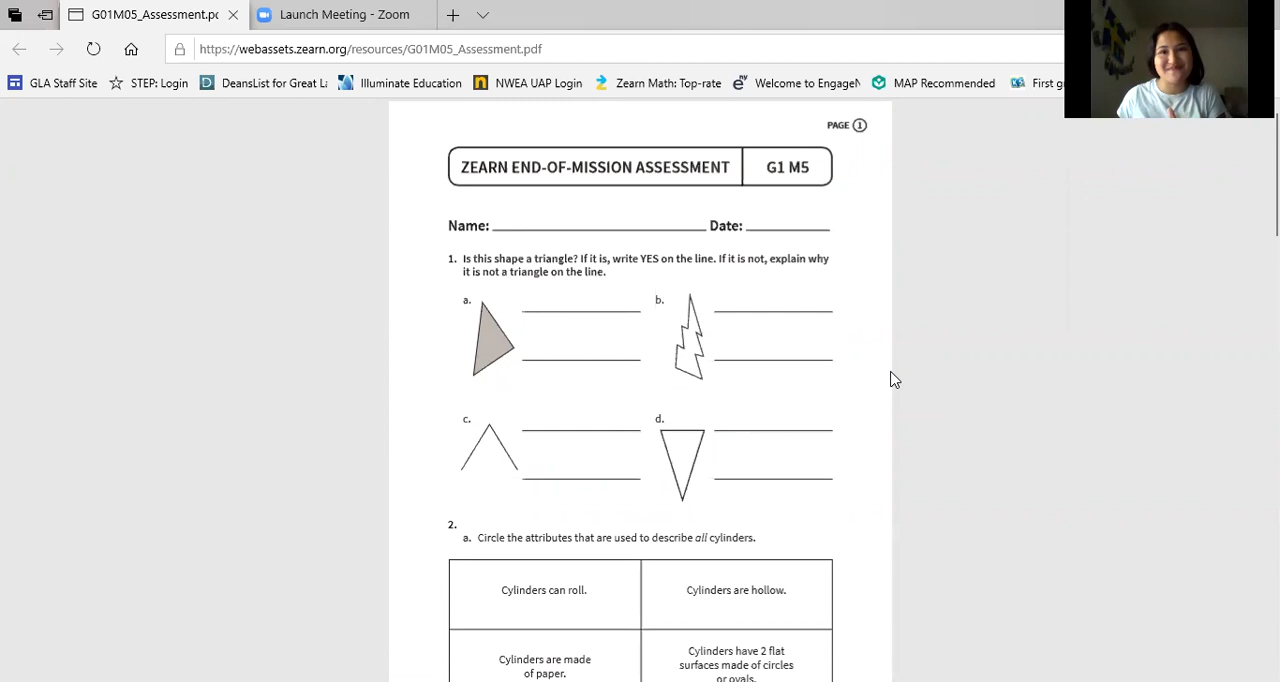 G01M05_Assessment.pc
Launch Meeting - Zoom
https://webassets.zearn.org/resources/G01M05_Assessment.pdf
GLA Staff Site
STEP: Login
DeansList for Great L
Illuminate Education
NWEA UAP Login
Zearn Math: Top-rate
Welcome to Engage
MAP Recommended
First g
PAGE 1
ZEARN END-OF-MISSION ASSESSMENT G1 M5
Name: Date:
1. Is this shape a triangle? If it is, write YES on the line. If it is not, explain why
it is not a triangle on the line.
a. b.
c. d.
2.
a. Circle the attributes that are used to describe all cylinders.
Cylinders can roll.
Cylinders are hollow.
Cylinders are made
of paper.
Cylinders have 2 flat
surfaces made of circles
or ovals.